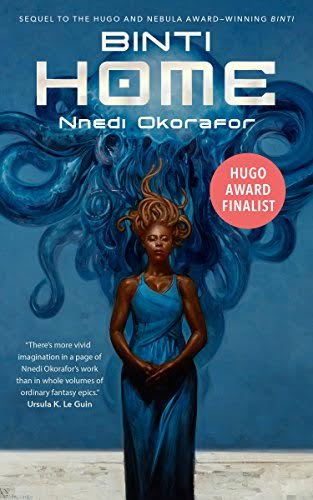 SEQUEL TO THE HUGO AND NEBULA AWARD–WINNING BINTI
BINTI
HOME
Nnedi Okorafor
HUGO
AWARD
FINALIST
"There's more vivid
imagination in a page of
Nnedi Okorafor's work
than in whole volumes of
ordinary fantasy epics."
Ursula K. Le Guin